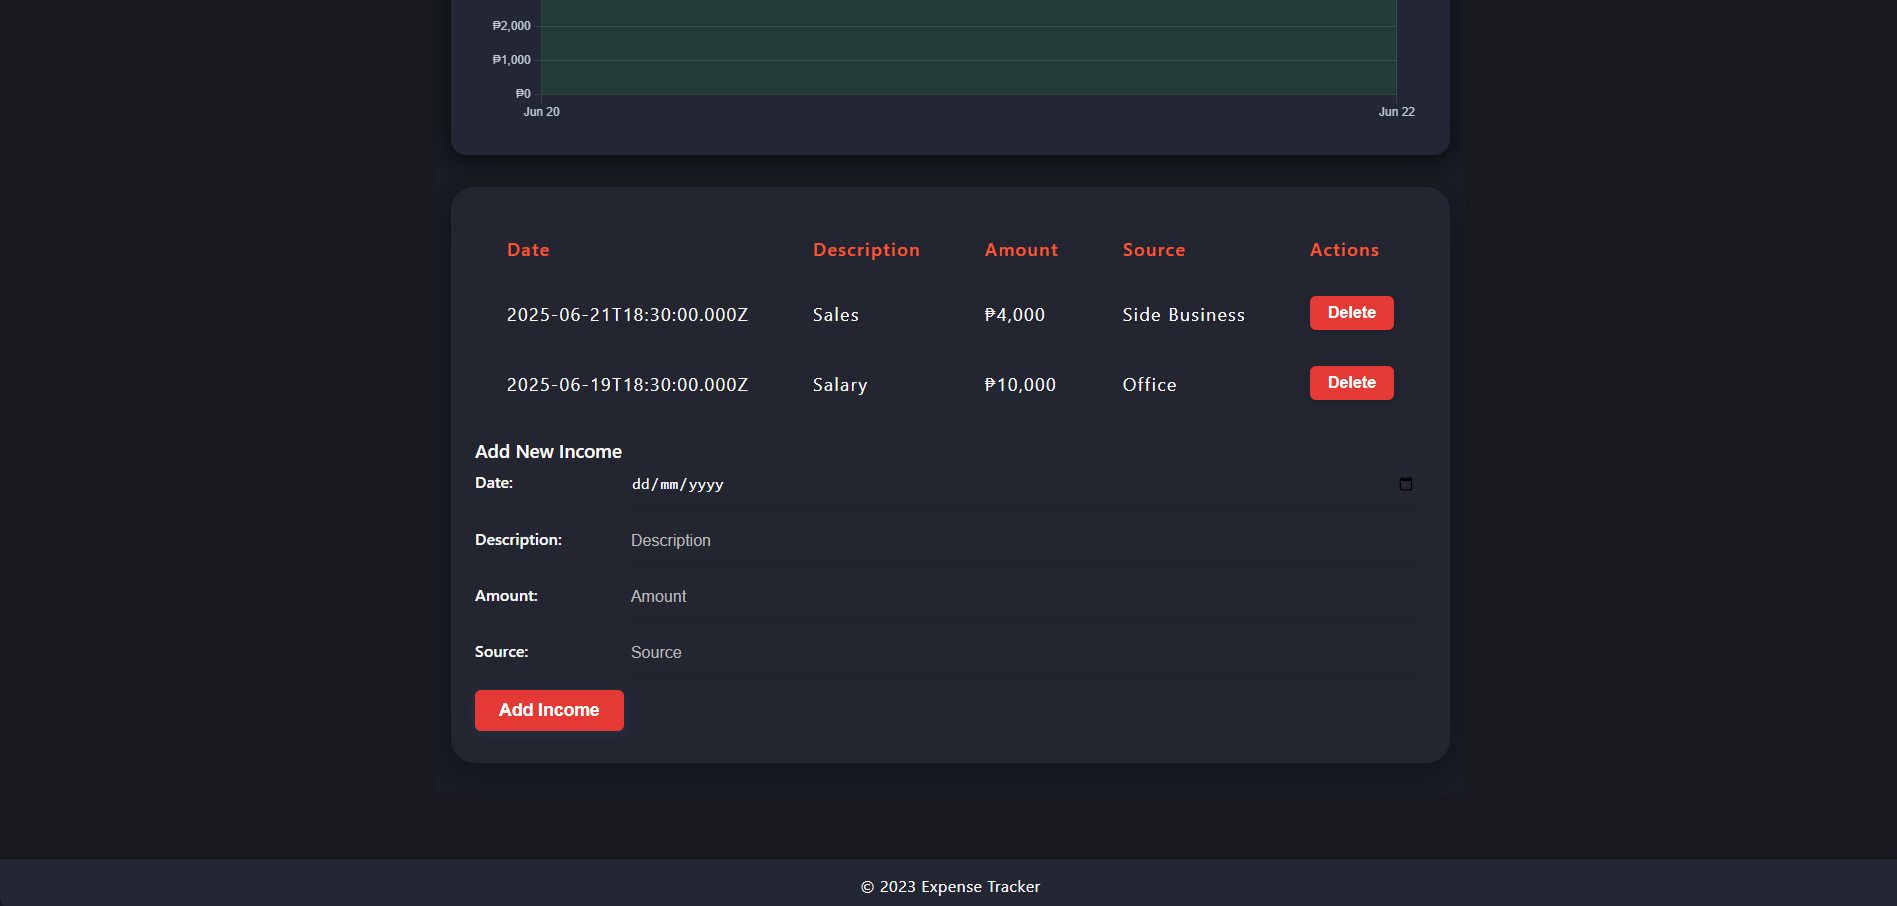 ₱2,000
₱1,000
₱0
Jun 20 Jun 22
Date Description Amount Source Actions
2025-06-21T18:30:00.000Z Sales ₱4,000 Side Business Delete
2025-06-19T18:30:00.000Z Salary ₱10,000 Office Delete
Add New Income
Date: dd/mm/yyyy
Description: Description
Amount: Amount
Source: Source
Add Income
© 2023 Expense Tracker